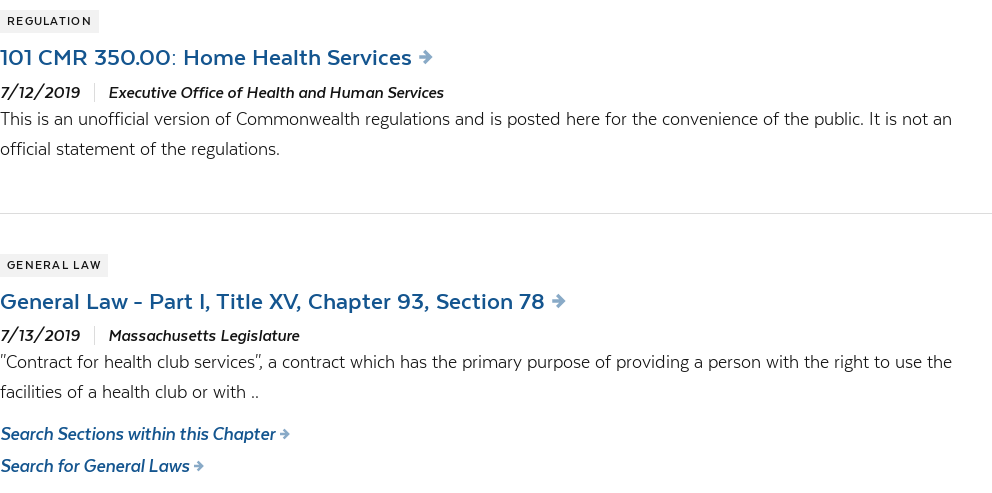 REGULATION
101 CMR 350.00: Home Health Services
7/12/2019 Executive Office of Health and Human Services
This is an unofficial version of Commonwealth regulations and is posted here for the convenience of the public. It is not an
official statement of the regulations.
GENERAL LAW
General Law - Part I, Title XV, Chapter 93, Section 78
7/13/2019 Massachusetts Legislature
"Contract for health club services", a contract which has the primary purpose of providing a person with the right to use the
facilities of a health club or with ..
Search Sections within this Chapter
Search for General Laws